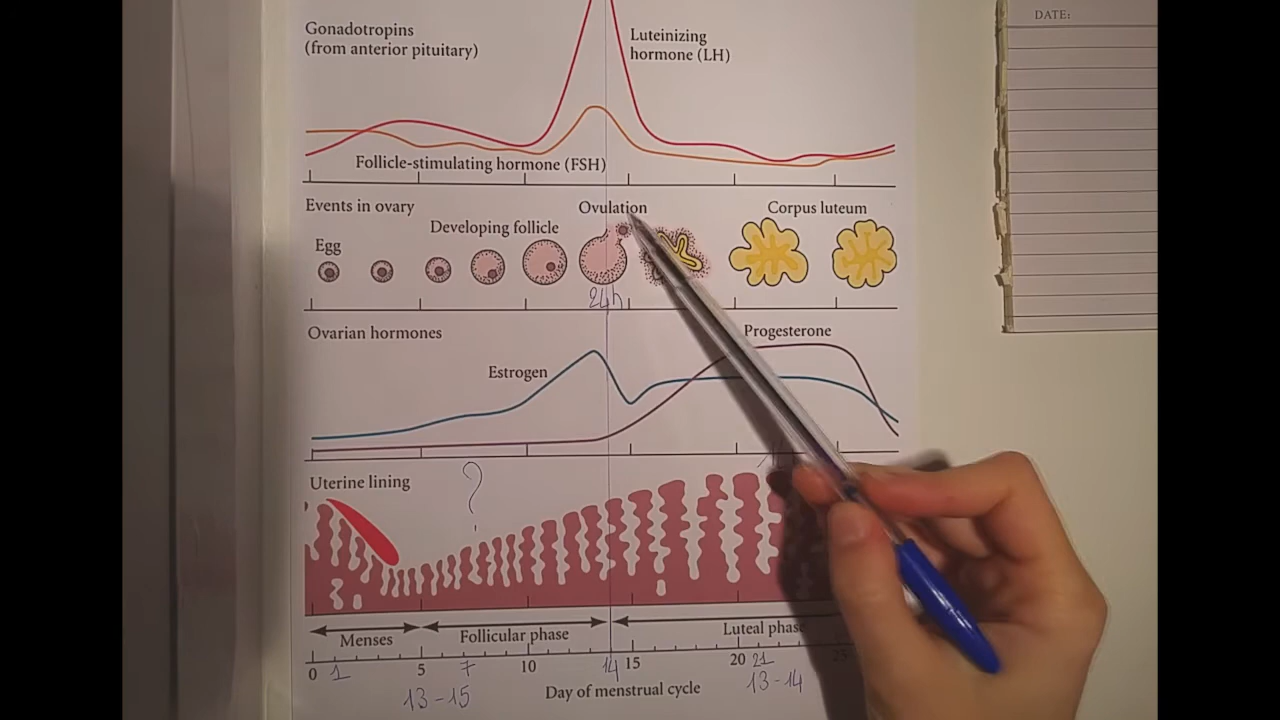 DATE:
Gonadotropins
(from anterior pituitary)
Luteinizing
hormone (LH)
Follicle-stimulating hormone (FSH)
Events in ovary
Ovulation
Corpus luteum
Developing follicle
Egg
24h
Ovarian hormones
Progesterone
Estrogen
Uterine lining
?
Menses
Follicular phase
Luteal phase
0 1 5 7 10 14 15 20 21 25
13-15
Day of menstrual cycle
13-14